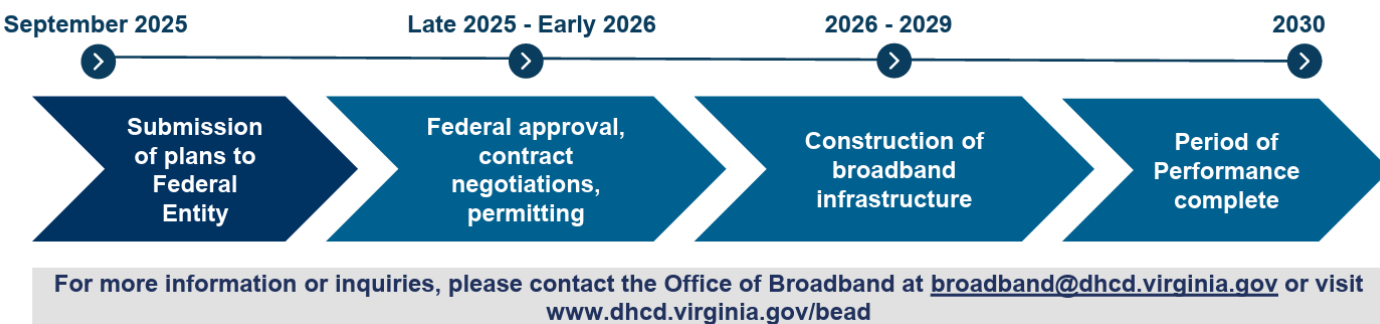 September 2025
Late 2025 - Early 2026
2026 - 2029
2030
Submission
of plans to
Federal
Entity
Federal approval,
contract
negotiations,
permitting
Construction of
broadband
infrastructure
Period of
Performance
complete
For more information or inquiries, please contact the Office of Broadband at broadband@dhcd.virginia.gov or visit
www.dhcd.virginia.gov/bead